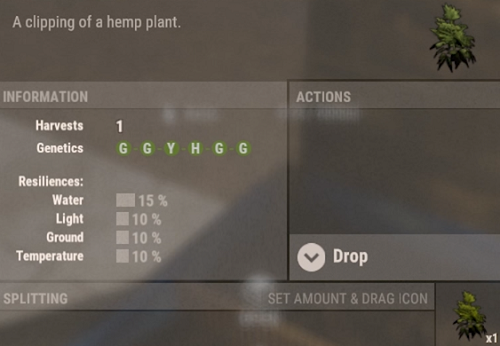 A clipping of a hemp plant.
INFORMATION
Harvests 1
Genetics G G Y H G G
Resiliences:
Water 15 %
Light 10 %
Ground 10 %
Temperature 10 %
ACTIONS
Drop
SPLITTING SET AMOUNT & DRAG ICON
x1